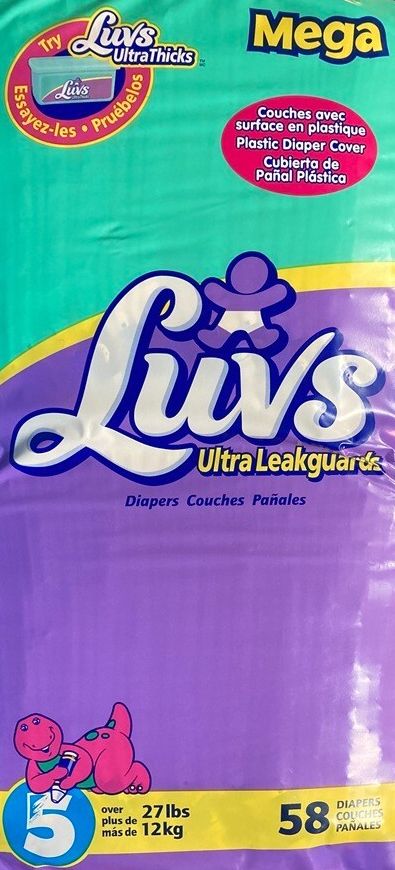 Try
Luvs
UltraThicks
Luvs
Essayez-les • Pruébelos
Mega
Couches avec
surface en plastique
Plastic Diaper Cover
Cubierta de
Pañal Plástica
Luvs
Ultra Leakguards
Diapers Couches Pañales
5
over
plus de
más de
27lbs
12kg
58
DIAPERS
COUCHES
PAÑALES